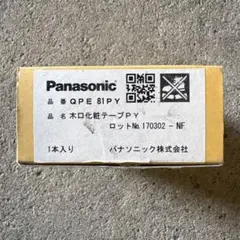 Panasonic
品番 QPE 81PY
品名 木口化粧テープPY
ロットNo.170302-NF
1本入り パナソニック株式会社